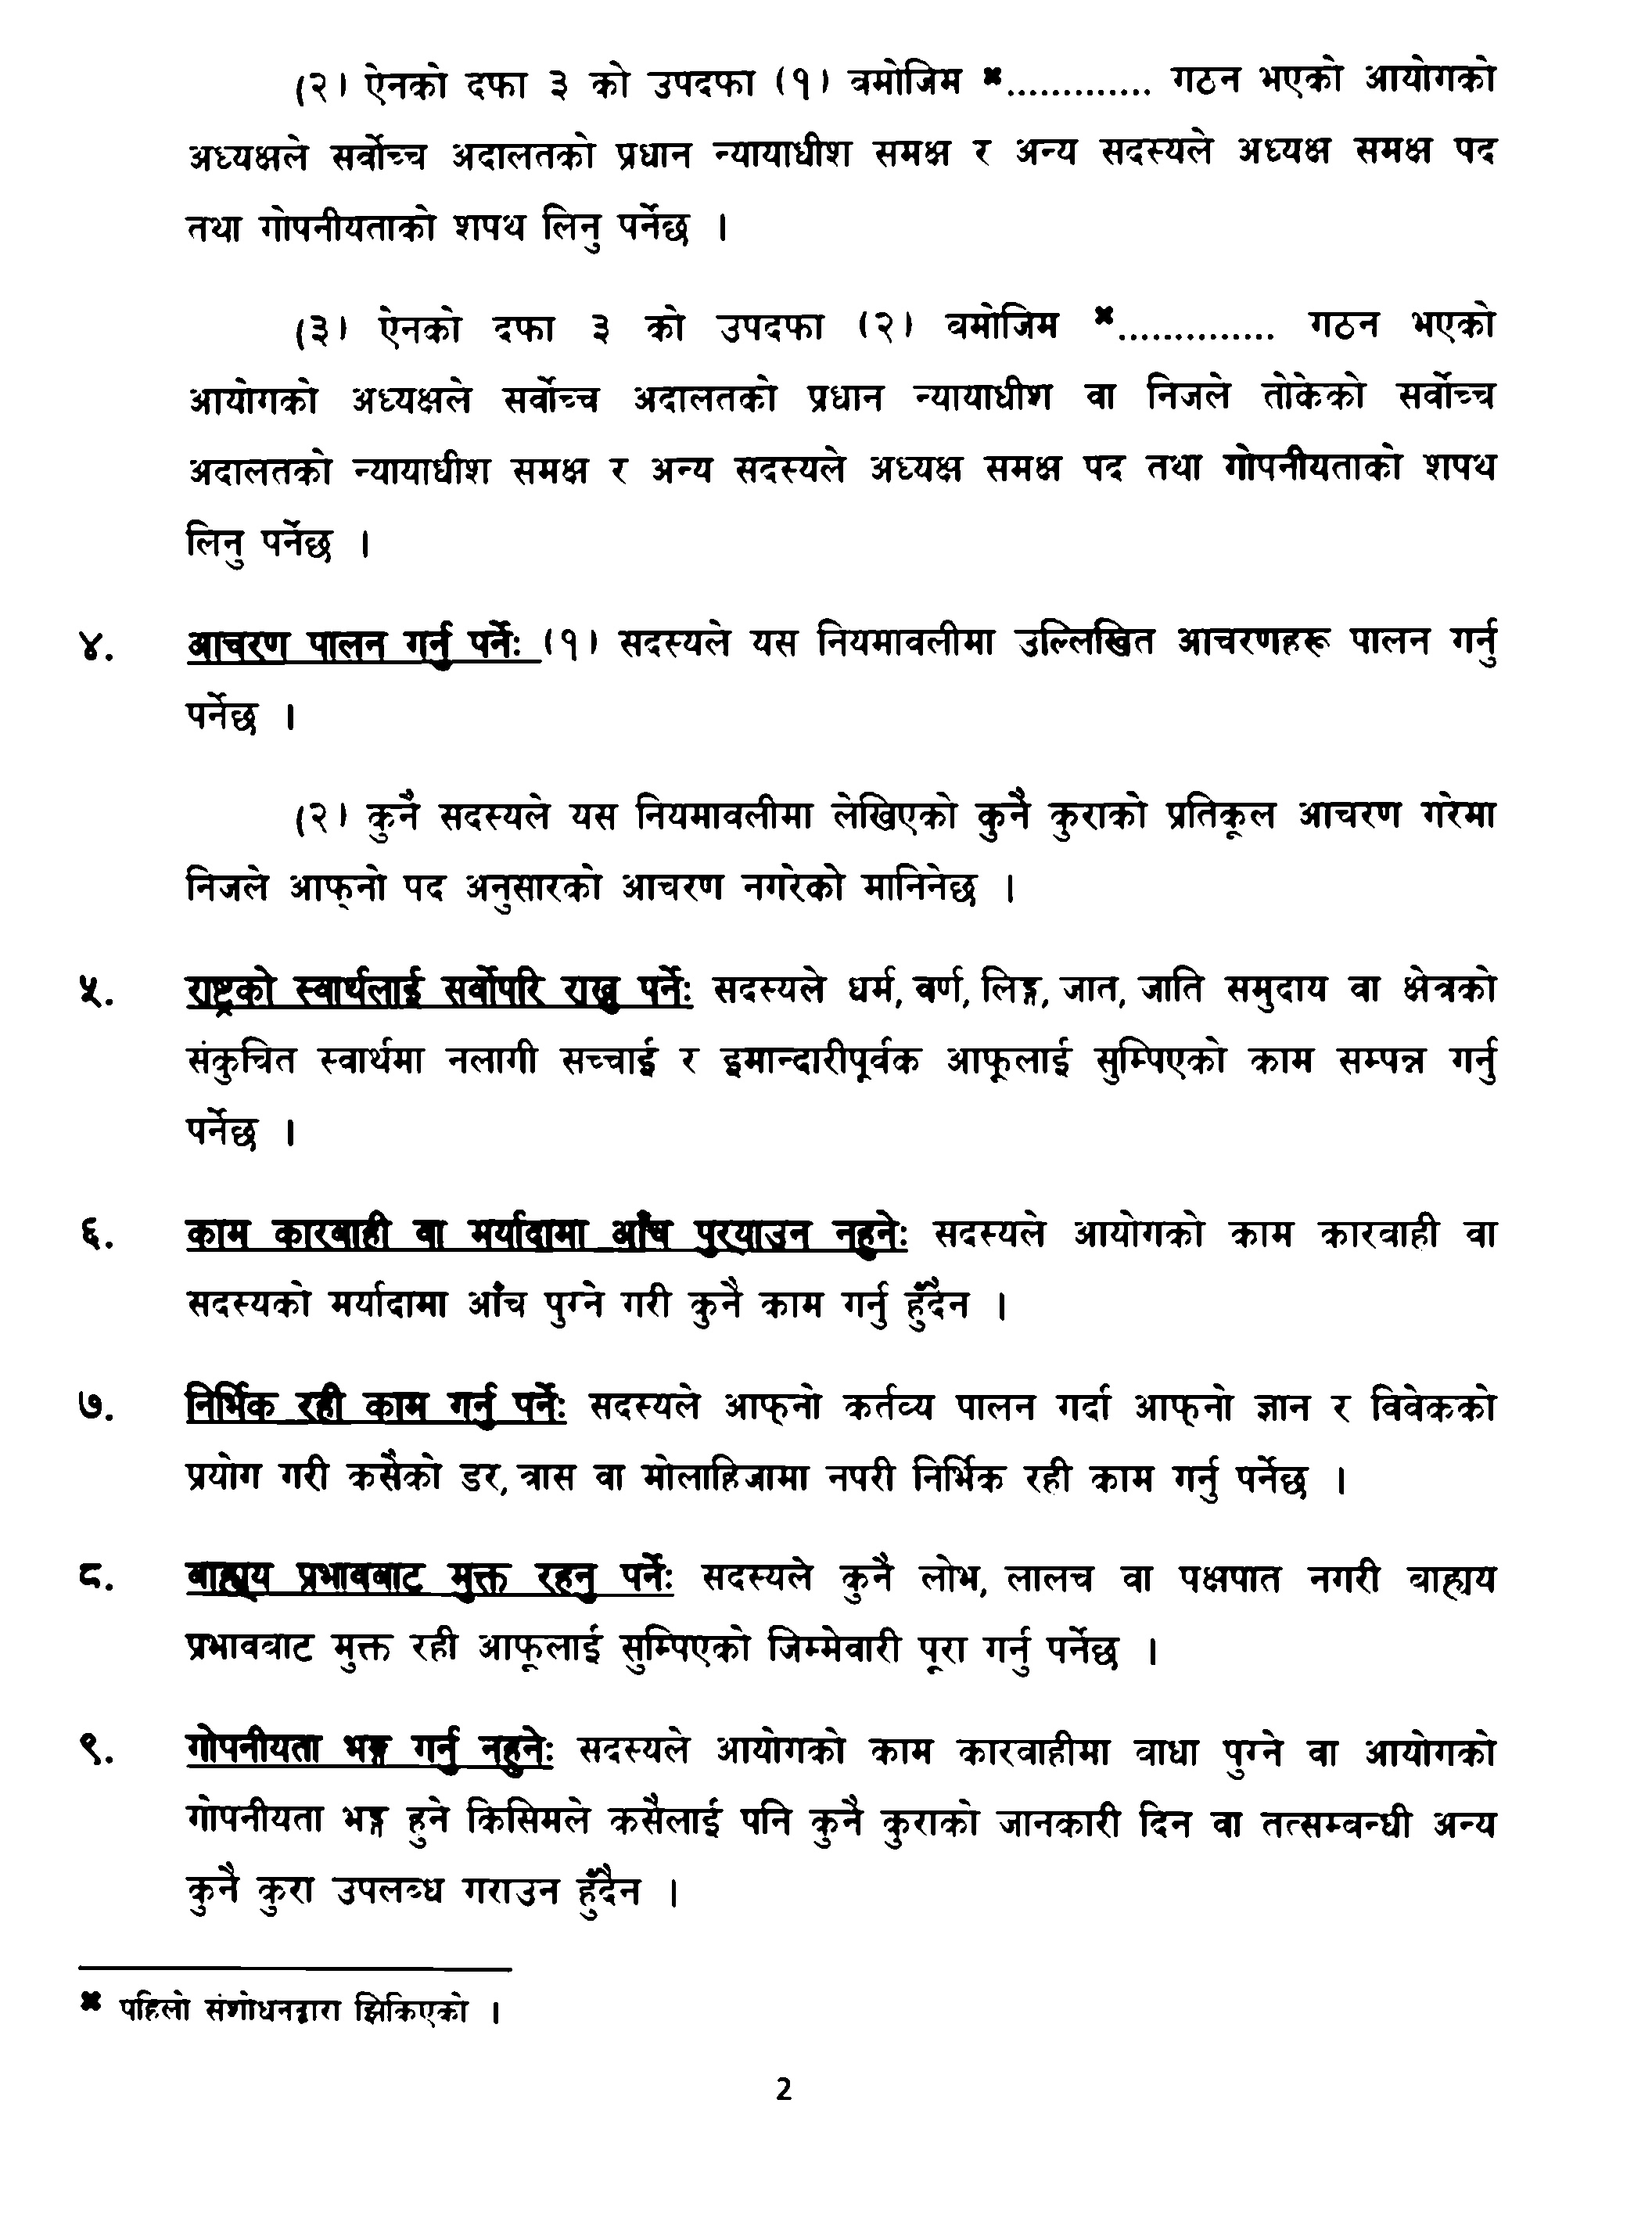 (२) ऐनको दफा ३ को उपदफा (१) बमोजिम ✖............. गठन भएको आयोगको
अध्यक्षले सर्वोच्च अदालतको प्रधान न्यायाधीश समक्ष र अन्य सदस्यले अध्यक्ष समक्ष पद
तथा गोपनीयताको शपथ लिनु पर्नेछ ।
(३) ऐनको दफा ३ को उपदफा (२) बमोजिम ✖.............. गठन भएको
आयोगको अध्यक्षले सर्वोच्च अदालतको प्रधान न्यायाधीश वा निजले तोकेको सर्वोच्च
अदालतको न्यायाधीश समक्ष र अन्य सदस्यले अध्यक्ष समक्ष पद तथा गोपनीयताको शपथ
लिनु पर्नेछ ।
४. आचरण पालन गर्नु पर्नेः (१) सदस्यले यस नियमावलीमा उल्लिखित आचरणहरू पालन गर्नु
पर्नेछ ।
(२) कुनै सदस्यले यस नियमावलीमा लेखिएको कुनै कुराको प्रतिकूल आचरण गरेमा
निजले आफ्‌नो पद अनुसारको आचरण नगरेको मानिनेछ ।
५. राष्ट्रको स्वार्थलाई सर्वोपरि राख्नु पर्नेः सदस्यले धर्म, वर्ण, लिङ्ग, जात, जाति समुदाय वा क्षेत्रको
संकुचित स्वार्थमा नलागी सच्चाई र इमान्दारीपूर्वक आफूलाई सुम्पिएको काम सम्पन्न गर्नु
पर्नेछ ।
६. काम कारबाही वा मर्यादामा आँच पुरयाउन नहुनेः सदस्यले आयोगको काम कारबाही वा
सदस्यको मर्यादामा आँच पुग्ने गरी कुनै काम गर्नु हुँदैन ।
७. निर्भिक रही काम गर्नु पर्नेः सदस्यले आफ्‌नो कर्तव्य पालन गर्दा आफ्‌नो ज्ञान र विवेकको
प्रयोग गरी कसैको डर, त्रास वा मोलाहिजामा नपरी निर्भिक रही काम गर्नु पर्नेछ ।
८. बाह्यय प्रभावबाट मुक्त रहनु पर्नेः सदस्यले कुनै लोभ, लालच वा पक्षपात नगरी बाह्यय
प्रभावबाट मुक्त रही आफूलाई सुम्पिएको जिम्मेवारी पूरा गर्नु पर्नेछ ।
९. गोपनीयता भङ्ग गर्नु नहुनेः सदस्यले आयोगको काम कारबाहीमा बाधा पुग्ने वा आयोगको
गोपनीयता भङ्ग हुने किसिमले कसैलाई पनि कुनै कुराको जानकारी दिन वा तत्सम्बन्धी अन्य
कुनै कुरा उपलब्ध गराउन हुँदैन ।
✖ पहिलो संशोधनद्वारा झिकिएको ।
2